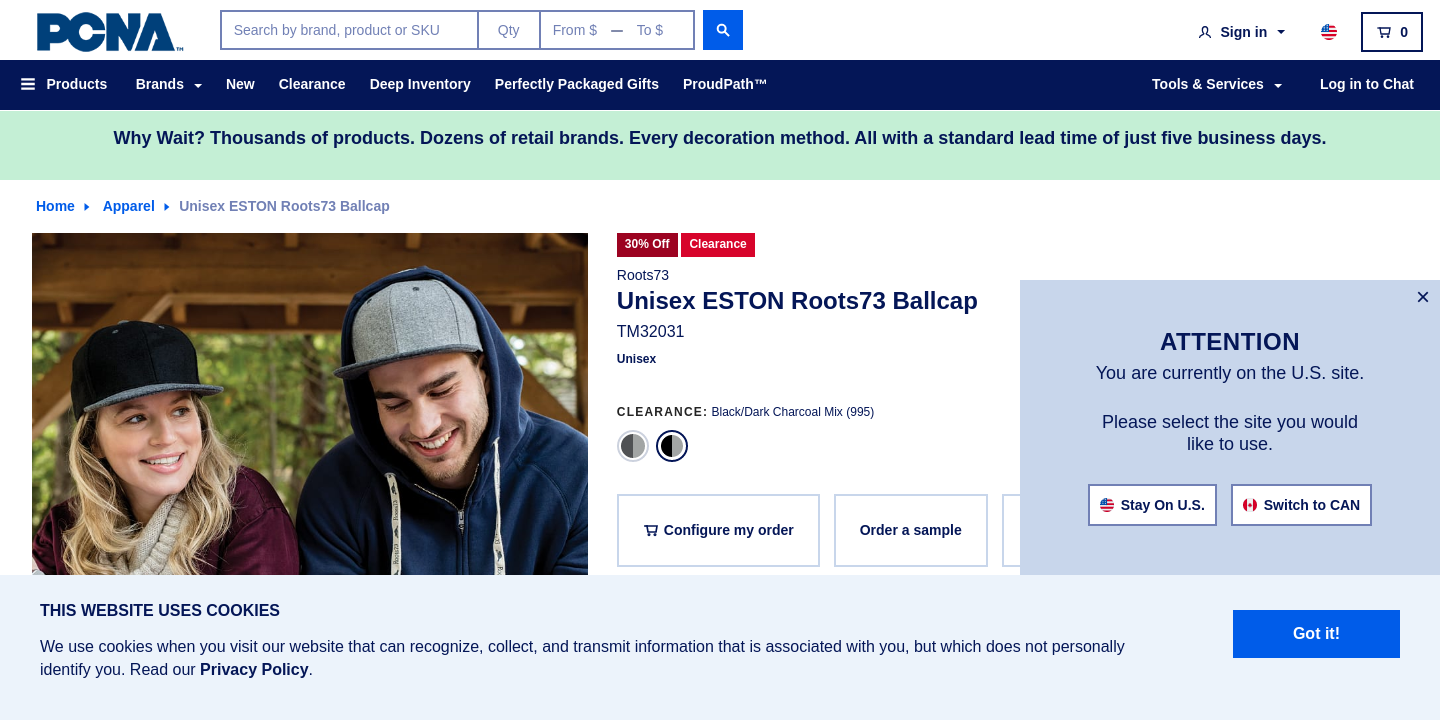 PCNA™
Search by brand, product or SKU
Qty
From $ — To $
Sign in
0
Products
Brands
New
Clearance
Deep Inventory
Perfectly Packaged Gifts
ProudPath™
Tools & Services
Log in to Chat
Why Wait? Thousands of products. Dozens of retail brands. Every decoration method. All with a standard lead time of just five business days.
Home
Apparel
Unisex ESTON Roots73 Ballcap
30% Off
Clearance
Roots73
Unisex ESTON Roots73 Ballcap
TM32031
Unisex
CLEARANCE: Black/Dark Charcoal Mix (995)
Configure my order
Order a sample
×
ATTENTION
You are currently on the U.S. site.
Please select the site you would
like to use.
Stay On U.S.
Switch to CAN
THIS WEBSITE USES COOKIES
We use cookies when you visit our website that can recognize, collect, and transmit information that is associated with you, but which does not personally
identify you. Read our Privacy Policy.
Got it!